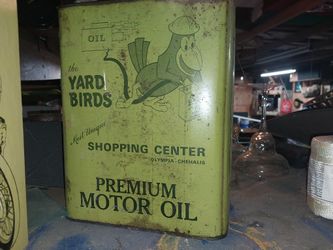 OIL
the
YARD
BIRDS
Most Unique
SHOPPING CENTER
OLYMPIA - CHEHALIS
PREMIUM
MOTOR OIL